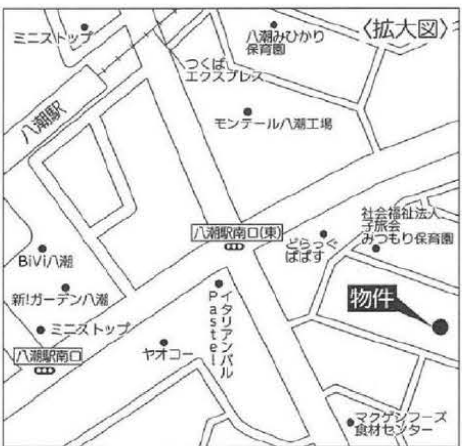 〈拡大図〉
ミニストップ
八潮みひかり
保育園
つくば
エクスプレス
八潮駅
モンテール八潮工場
社会福祉法人
子旅会
みつもり保育園
八潮駅南口(東)
どらっぐ
ぱぱす
BiVi八潮
新!ガーデン八潮
物件
イタリアンバル
Pastel
ミニストップ
八潮駅南口
ヤオコー
マクゲンフーズ
食材センター